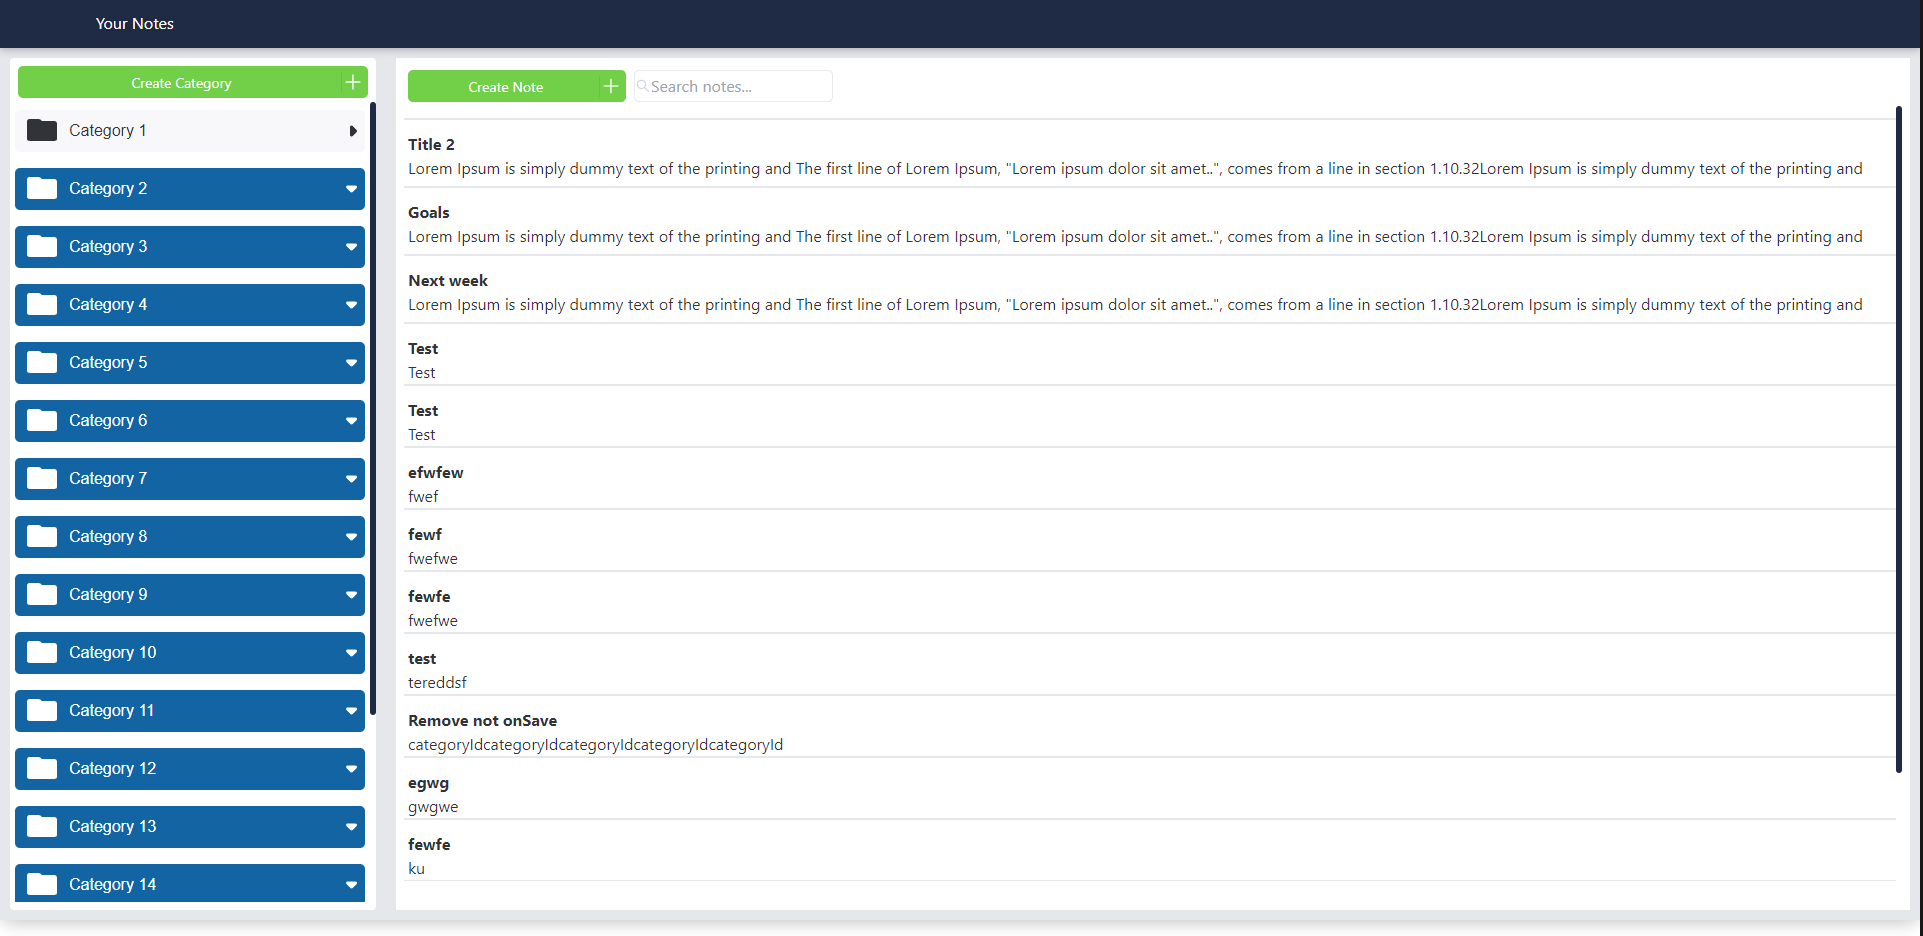 Your Notes
Create Category
Category 1
Category 2
Category 3
Category 4
Category 5
Category 6
Category 7
Category 8
Category 9
Category 10
Category 11
Category 12
Category 13
Category 14
Create Note
Search notes...
Title 2
Lorem Ipsum is simply dummy text of the printing and The first line of Lorem Ipsum, "Lorem ipsum dolor sit amet..", comes from a line in section 1.10.32Lorem Ipsum is simply dummy text of the printing and
Goals
Lorem Ipsum is simply dummy text of the printing and The first line of Lorem Ipsum, "Lorem ipsum dolor sit amet..", comes from a line in section 1.10.32Lorem Ipsum is simply dummy text of the printing and
Next week
Lorem Ipsum is simply dummy text of the printing and The first line of Lorem Ipsum, "Lorem ipsum dolor sit amet..", comes from a line in section 1.10.32Lorem Ipsum is simply dummy text of the printing and
Test
Test
Test
Test
efwfew
fwef
fewf
fwefwe
fewfe
fwefwe
test
tereddsf
Remove not onSave
categoryIdcategoryIdcategoryIdcategoryIdcategoryId
egwg
gwgwe
fewfe
ku